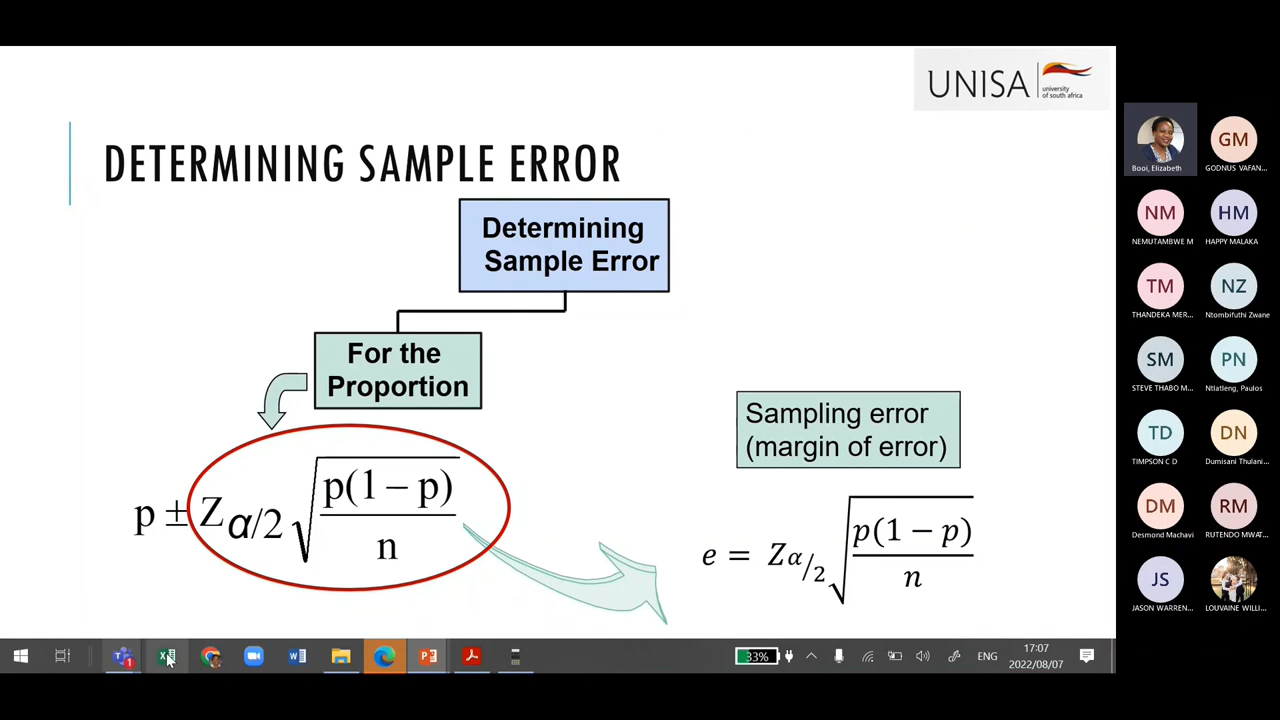 UNISA
university
of south africa
DETERMINING SAMPLE ERROR
Determining
Sample Error
For the
Proportion
Sampling error
(margin of error)
p ± Z α/2 √ p(1 – p) / n
e = Z α/2 √ p(1 − p) / n
Booi, Elizabeth
GM
GODNUS VAFAN...
NM
NEMUTAMBWE M
HM
HAPPY MALAKA
TM
THANDEKA MER...
NZ
Ntombifuthi Zwane
SM
STEVE THABO M...
PN
Ntlatleng, Paulos
TD
TIMPSON C D
DN
Dumisani Thulani...
DM
Desmond Machavi
RM
RUTENDO MWAT...
JS
JASON WARREN...
LOUVAINE WILLI...
33%
ENG
17:07
2022/08/07